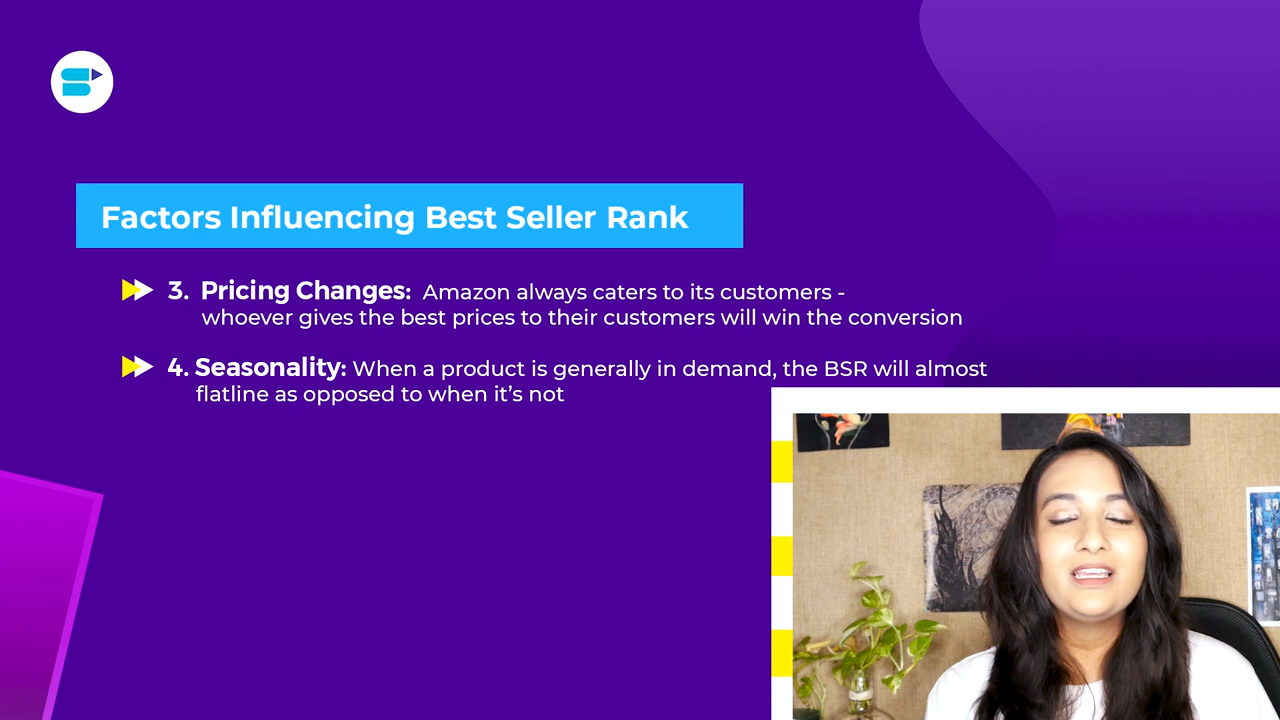 Factors Influencing Best Seller Rank
3. Pricing Changes: Amazon always caters to its customers -
whoever gives the best prices to their customers will win the conversion
4. Seasonality: When a product is generally in demand, the BSR will almost
flatline as opposed to when it’s not